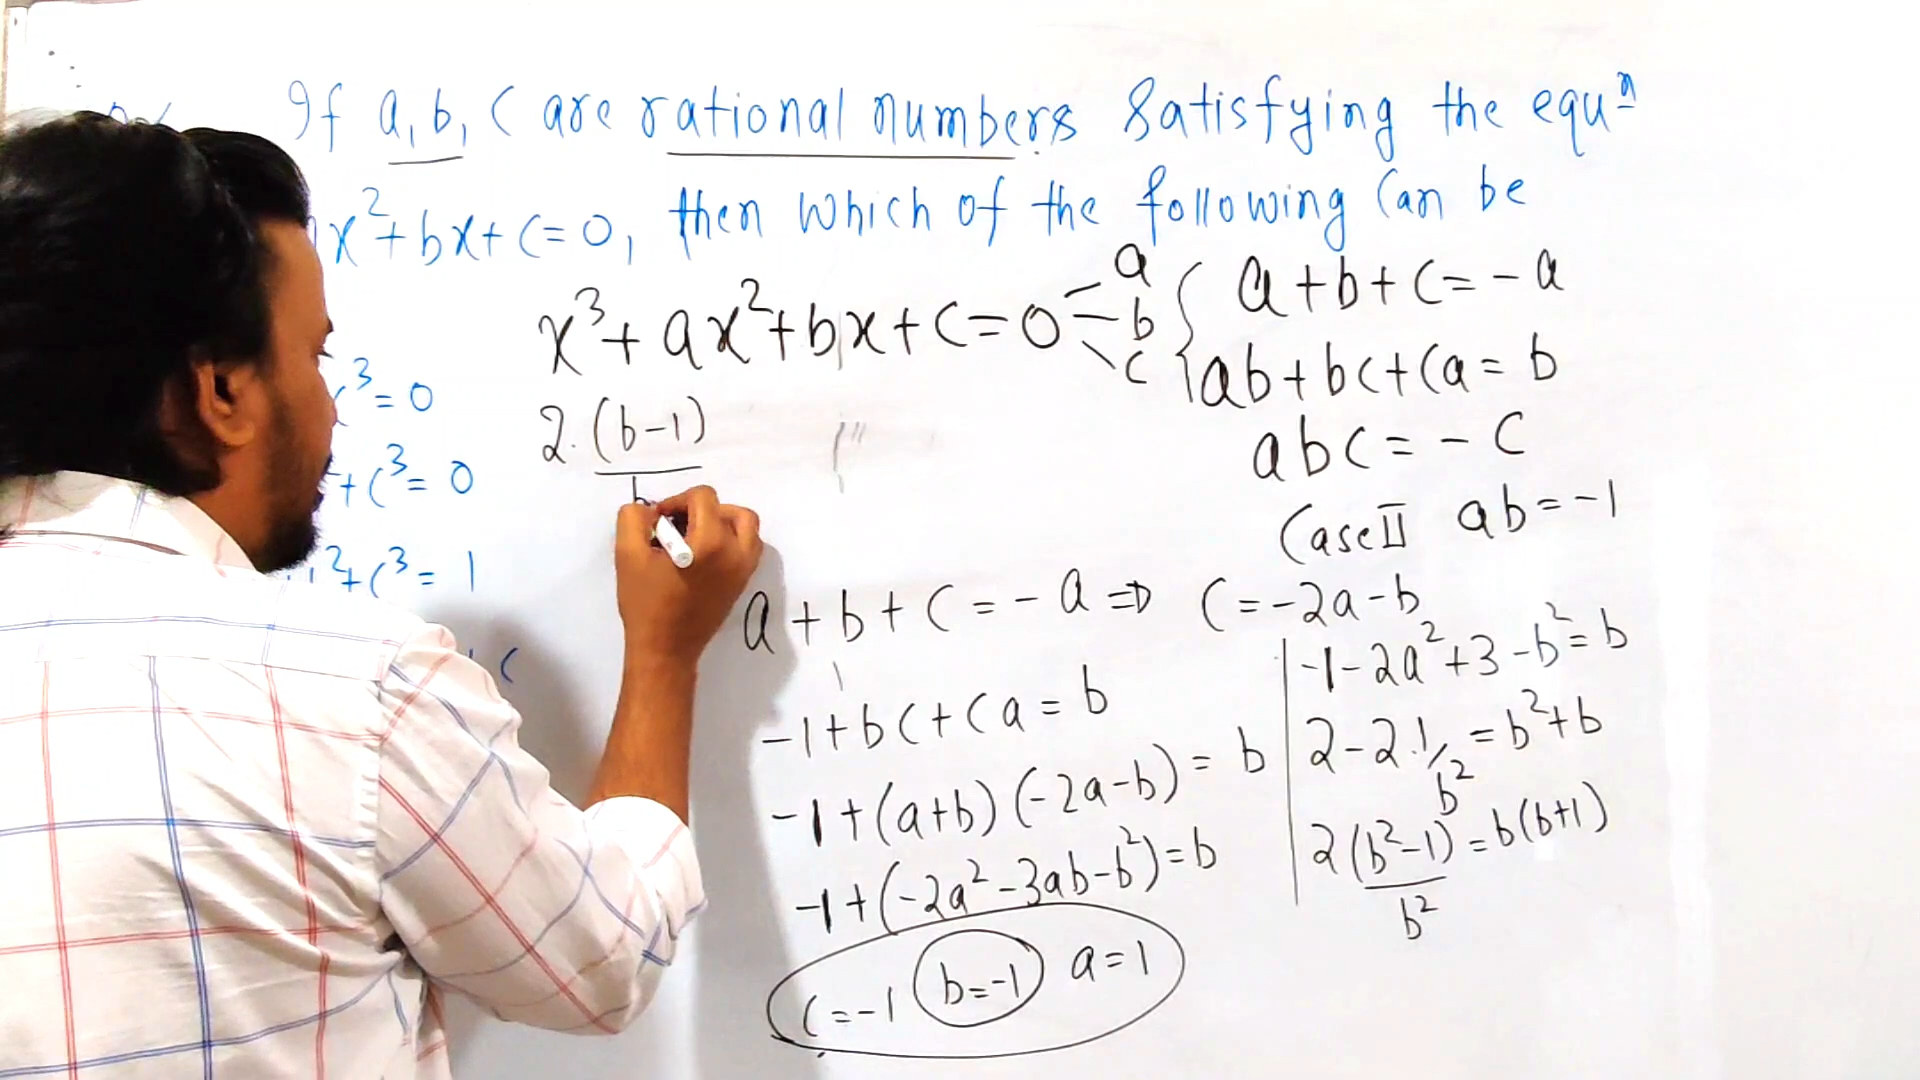 If a, b, c are rational numbers satisfying the equⁿ
x²+bx+c=0, then which of the following can be
x³+ax²+bx+c=0
a
b
c
a+b+c=-a
ab+bc+ca=b
abc=-c
³=0
+c³=0
²+c³=1
c
2.(b-1)
Case II ab=-1
a+b+c=-a⇒ c=-2a-b
-1+bc+ca=b
-1+(a+b)(-2a-b)=b
-1+(-2a²-3ab-b²)=b
-1-2a²+3-b²=b
2-2.1/b²=b²+b
2(b²-1)/b²=b(b+1)
c=-1 b=-1 a=1